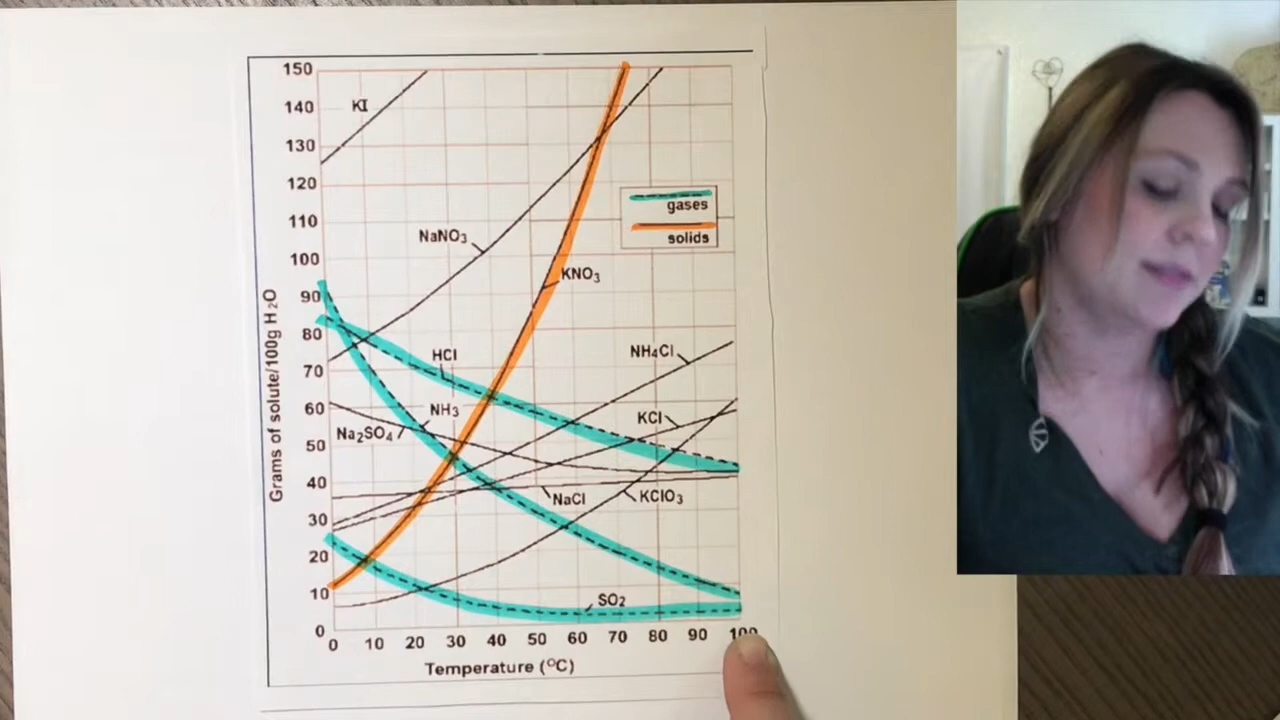 150
140
130
120
110
100
90
80
70
60
50
40
30
20
10
0
Grams of solute/100g H₂O
KI
NaNO₃
gases
solids
KNO₃
HCl
NH₄Cl
NH₃
KCl
Na₂SO₄
NaCl
KClO₃
SO₂
0 10 20 30 40 50 60 70 80 90 100
Temperature (°C)